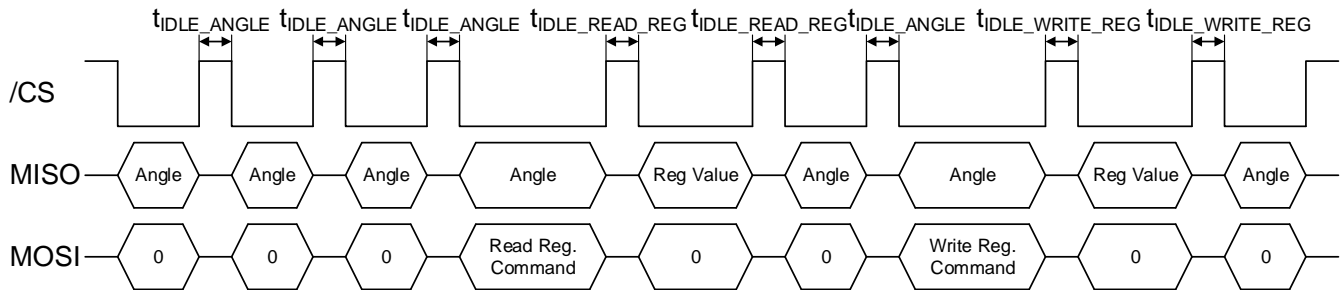 tIDLE_ANGLE tIDLE_ANGLE tIDLE_ANGLE tIDLE_READ_REG tIDLE_READ_REG tIDLE_ANGLE tIDLE_WRITE_REG tIDLE_WRITE_REG
/CS
MISO Angle Angle Angle Angle Reg Value Angle Angle Reg Value Angle
MOSI 0 0 0 Read Reg. Command 0 0 Write Reg. Command 0 0